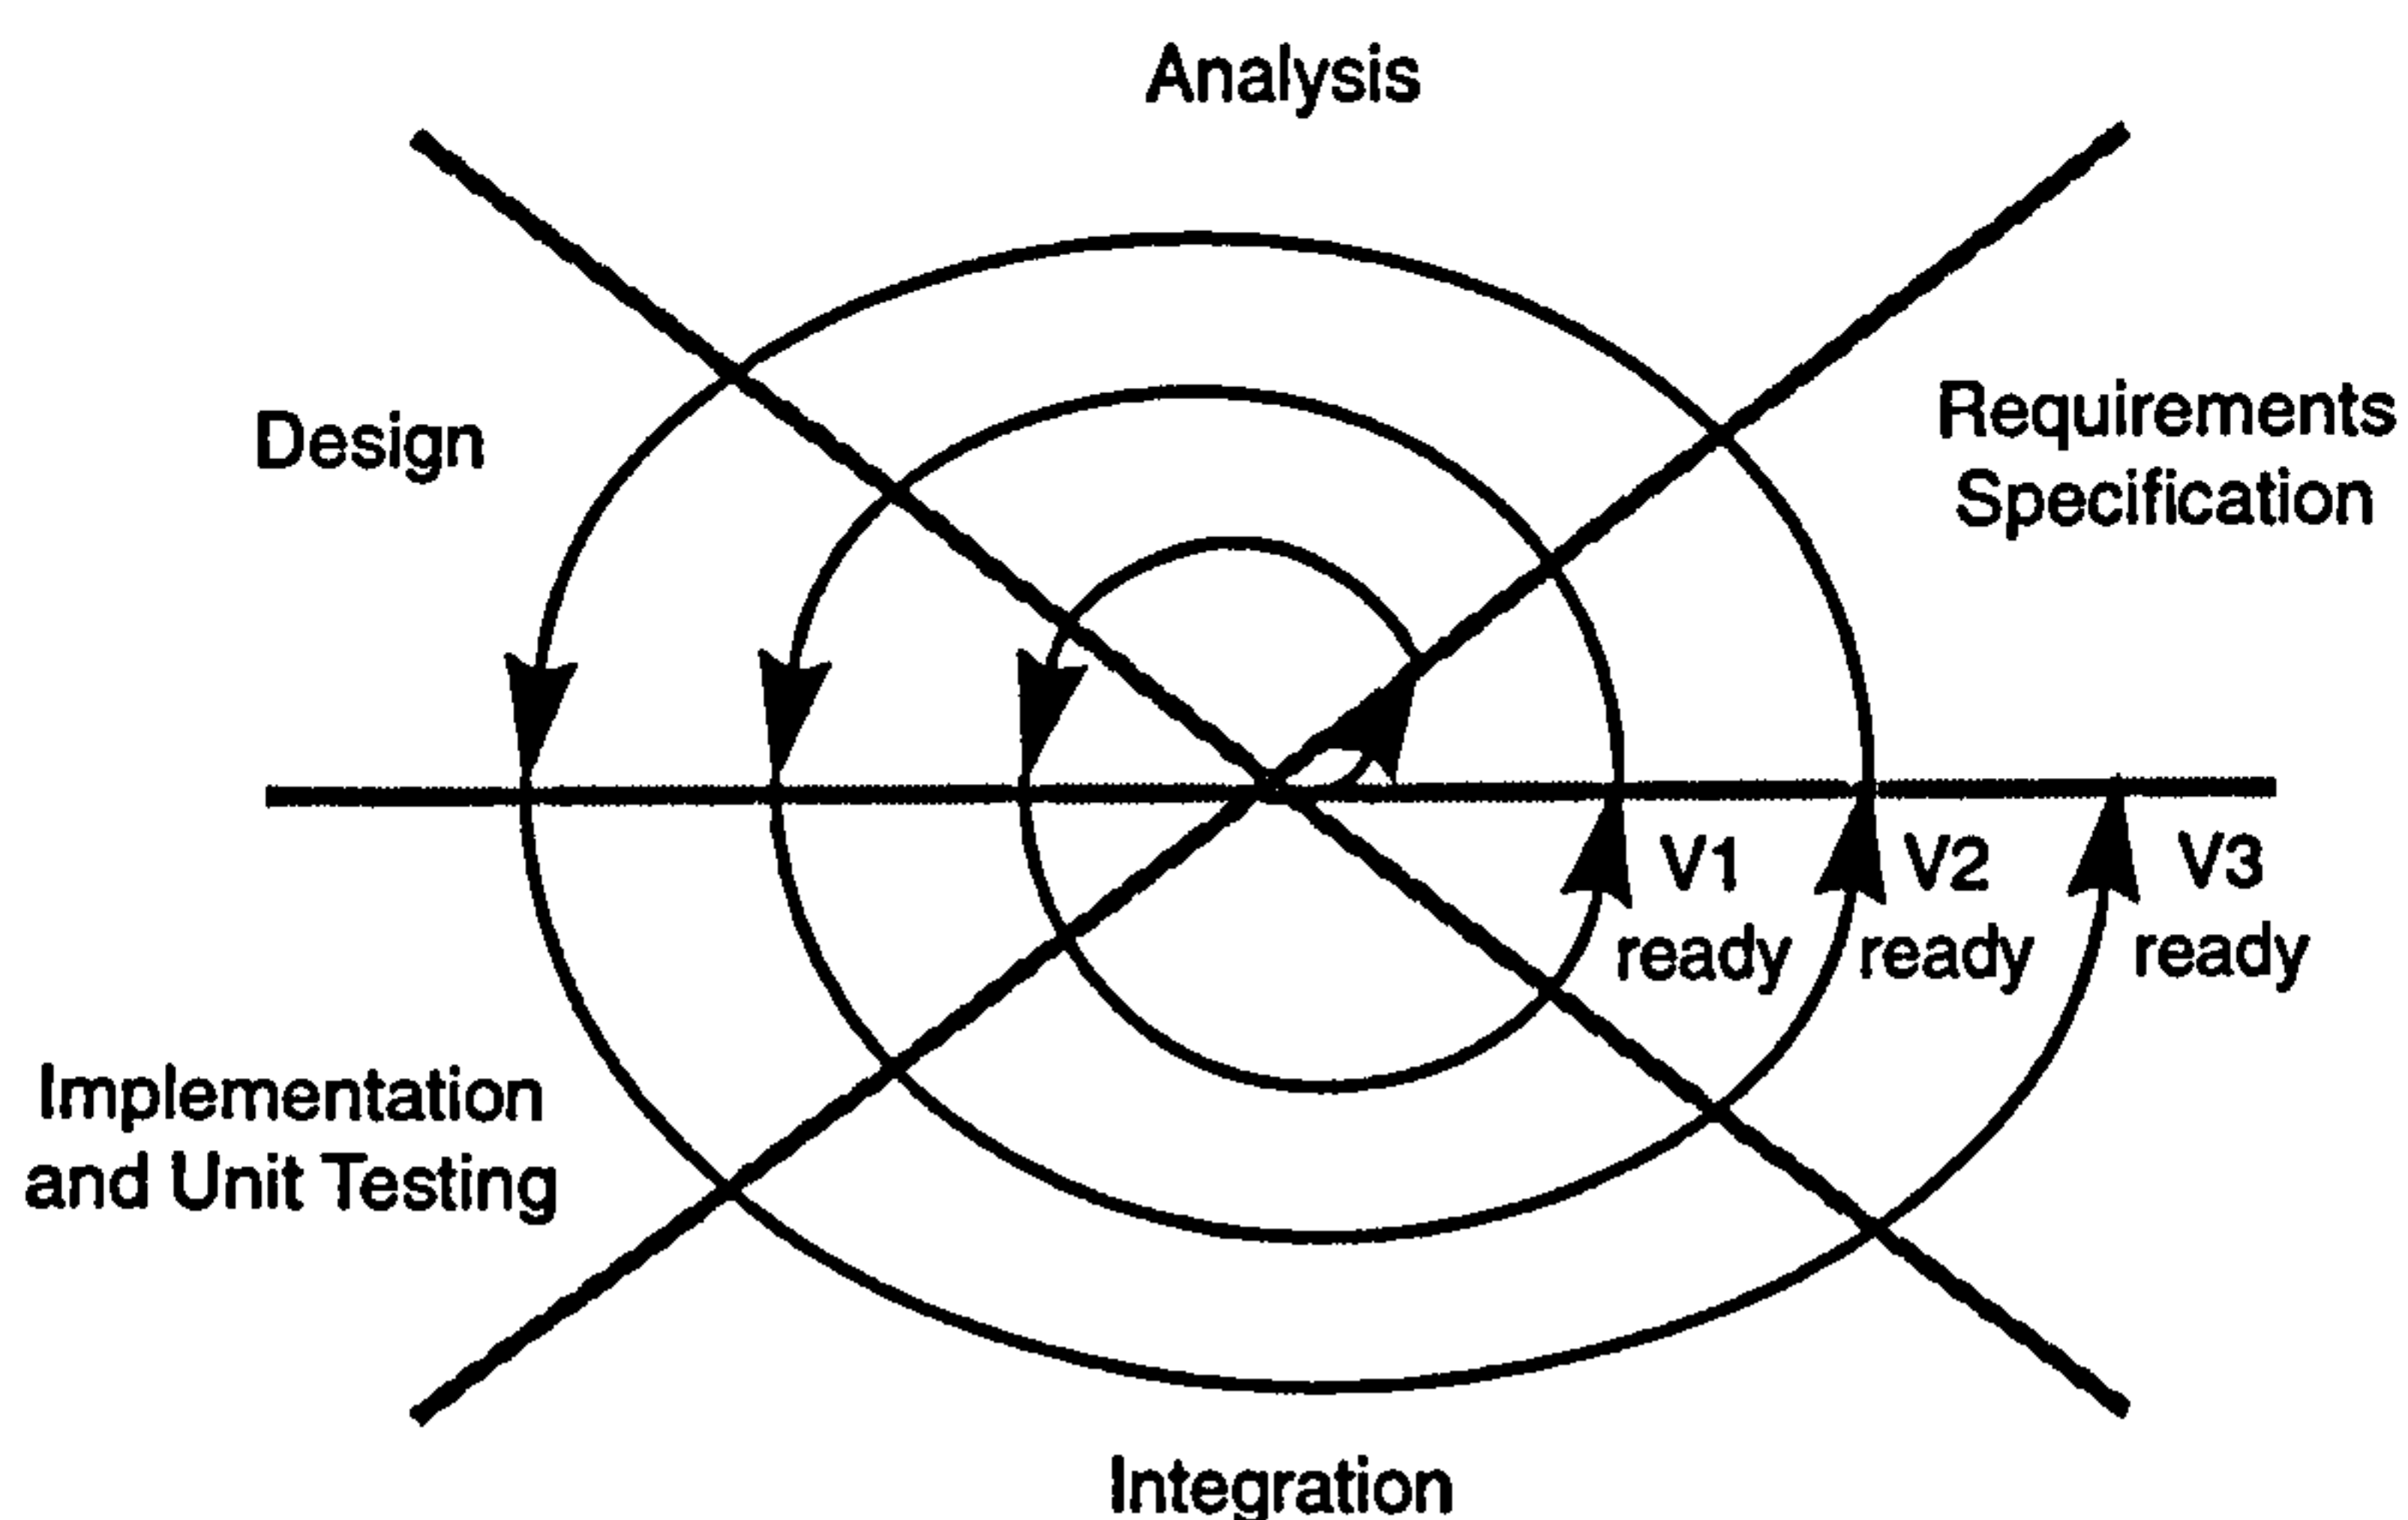 Analysis
Design
Requirements
Specification
V1
ready
V2
ready
V3
ready
Implementation
and Unit Testing
Integration